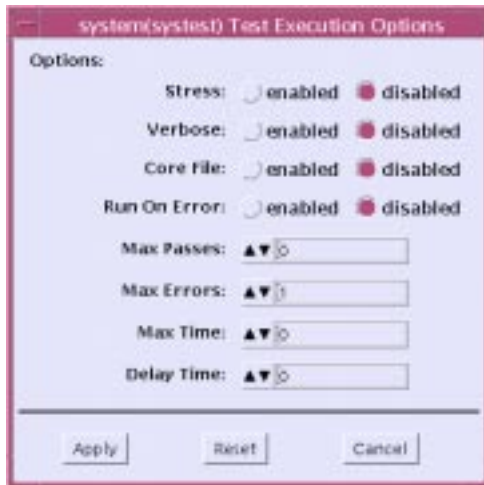 system(systest) Test Execution Options
Options:
Stress: enabled disabled
Verbose: enabled disabled
Core File: enabled disabled
Run On Error: enabled disabled
Max Passes: ▲▼ 0
Max Errors: ▲▼ 1
Max Time: ▲▼ 0
Delay Time: ▲▼ 0
Apply Reset Cancel